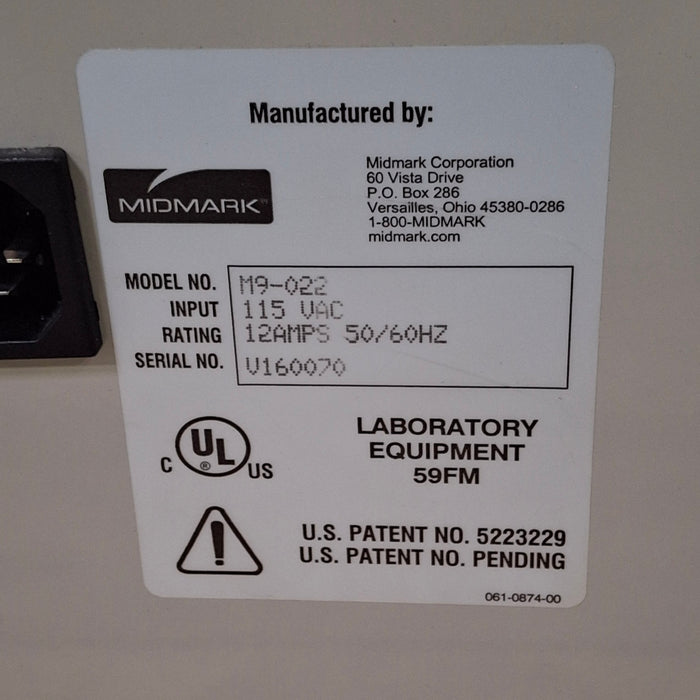 Manufactured by:
MIDMARK™
Midmark Corporation
60 Vista Drive
P.O. Box 286
Versailles, Ohio 45380-0286
1-800-MIDMARK
midmark.com
MODEL NO. M9-022
INPUT 115 VAC
RATING 12AMPS 50/60HZ
SERIAL NO. V160070
C UL ® US
LABORATORY
EQUIPMENT
59FM
U.S. PATENT NO. 5223229
U.S. PATENT NO. PENDING
061-0874-00